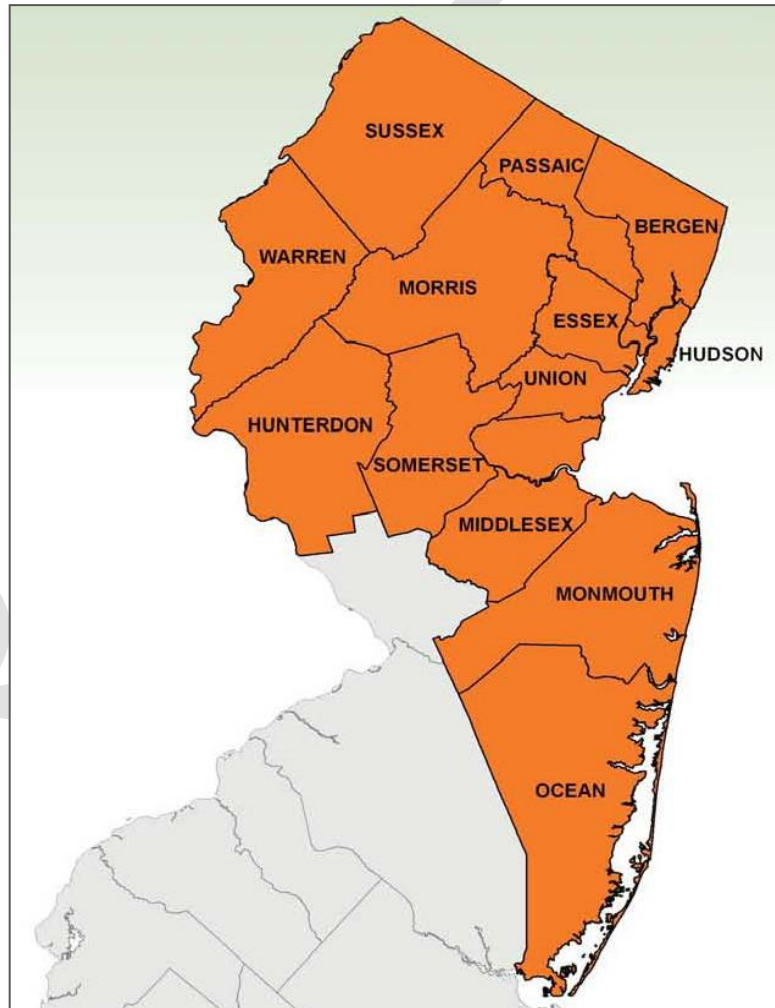 SUSSEX
PASSAIC
BERGEN
WARREN
MORRIS
ESSEX
HUDSON
UNION
HUNTERDON
SOMERSET
MIDDLESEX
MONMOUTH
OCEAN